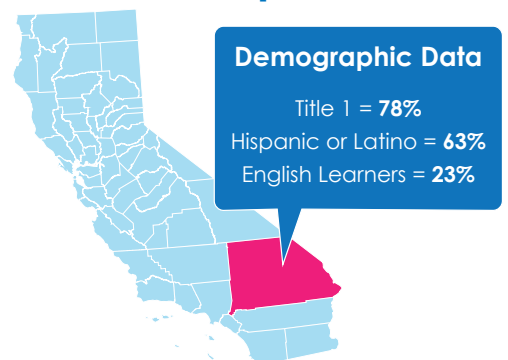 Demographic Data
Title 1 = 78%
Hispanic or Latino = 63%
English Learners = 23%